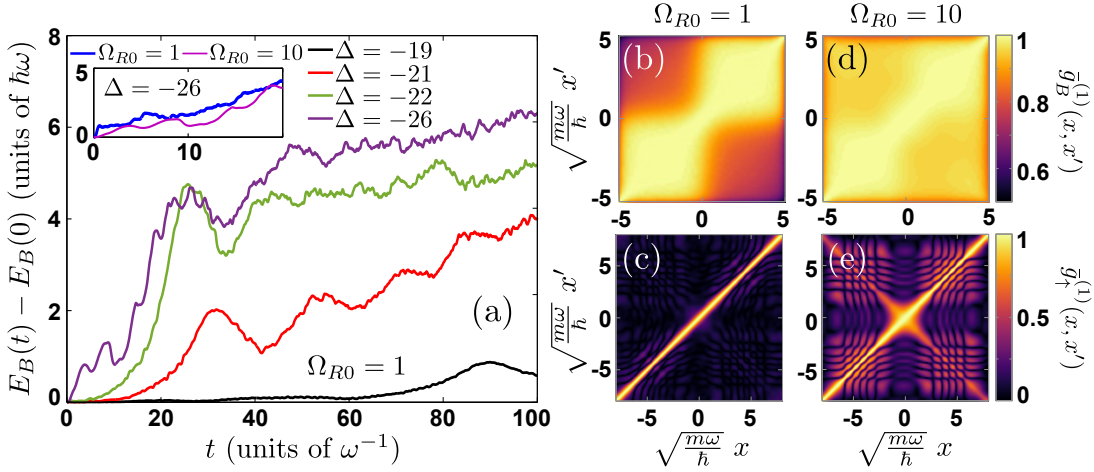 Ω_{R0} = 1
Ω_{R0} = 10
E_B(t) − E_B(0) (units of ħω)
8
6
4
2
0
Ω_{R0} = 1
Ω_{R0} = 10
Δ = −26
5
0
0
10
Δ = −19
Δ = −21
Δ = −22
Δ = −26
(a)
Ω_{R0} = 1
0
20
40
60
80
100
t (units of ω^{−1})
(b)
√(mω/ħ) x′
5
0
-5
-5
0
5
(d)
5
0
-5
-5
0
5
1
0.8
0.6
ḡ_B^{(1)}(x, x′)
(c)
√(mω/ħ) x′
5
0
-5
-5
0
5
√(mω/ħ) x
(e)
5
0
-5
-5
0
5
√(mω/ħ) x
1
0.5
0
ḡ_↑^{(1)}(x, x′)